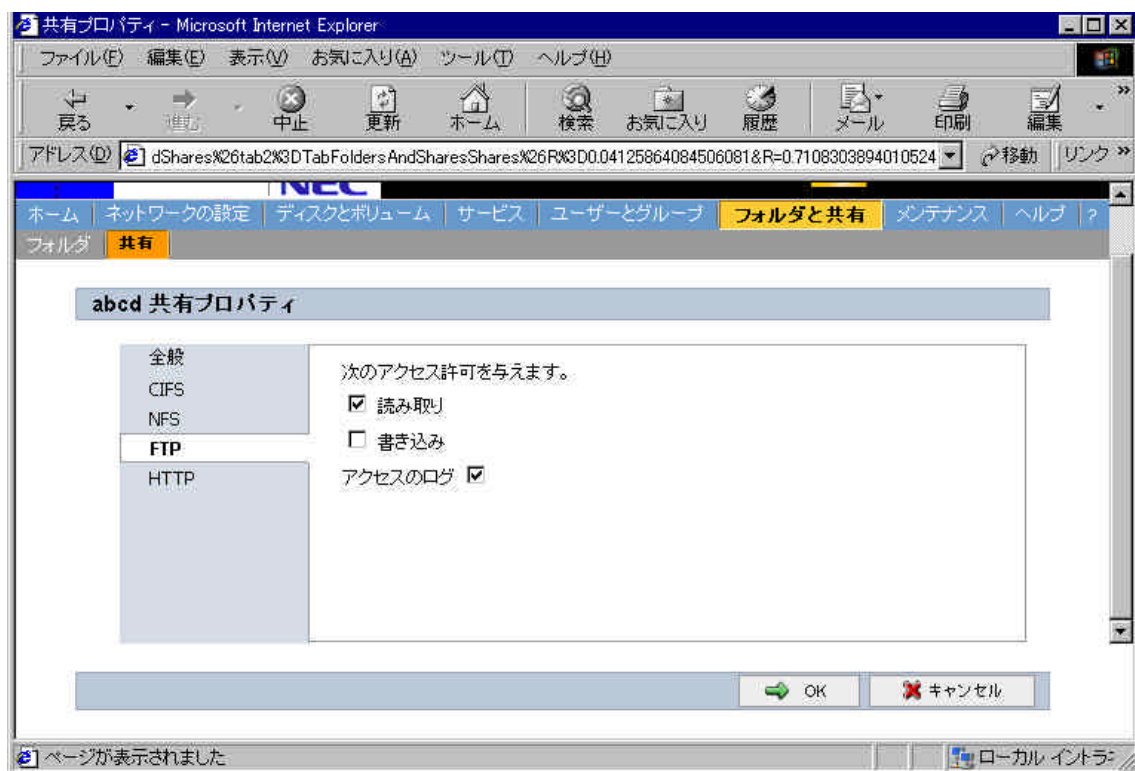 共有プロパティ - Microsoft Internet Explorer
ファイル(F) 編集(E) 表示(V) お気に入り(A) ツール(T) ヘルプ(H)
戻る 進む 中止 更新 ホーム 検索 お気に入り 履歴 メール 印刷 編集 »
アドレス(D) dShares%26tab2%3DTabFoldersAndSharesShares%26R%3D0.04125864084506081&R=0.7108303894010524 移動 リンク »
NEC
ホーム ネットワークの設定 ディスクとボリューム サービス ユーザーとグループ フォルダと共有 メンテナンス ヘルプ ?
フォルダ 共有
abcd 共有プロパティ
全般
CIFS
NFS
FTP
HTTP
次のアクセス許可を与えます。
読み取り
書き込み
アクセスのログ
OK キャンセル
ページが表示されました ローカル イントラ